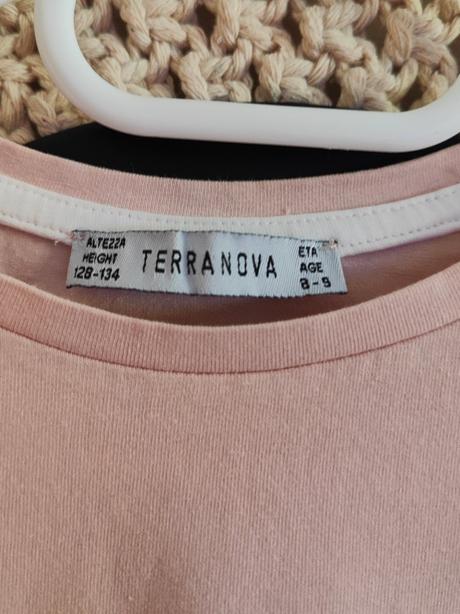 ALTEZZA
HEIGHT
128-134
TERRANOVA
ETA'
AGE
8-9